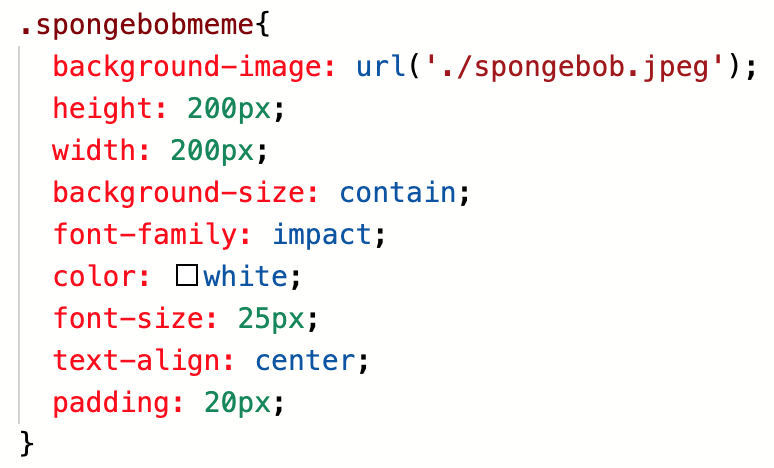 .spongebobmeme{
background-image: url('./spongebob.jpeg');
height: 200px;
width: 200px;
background-size: contain;
font-family: impact;
color: white;
font-size: 25px;
text-align: center;
padding: 20px;
}